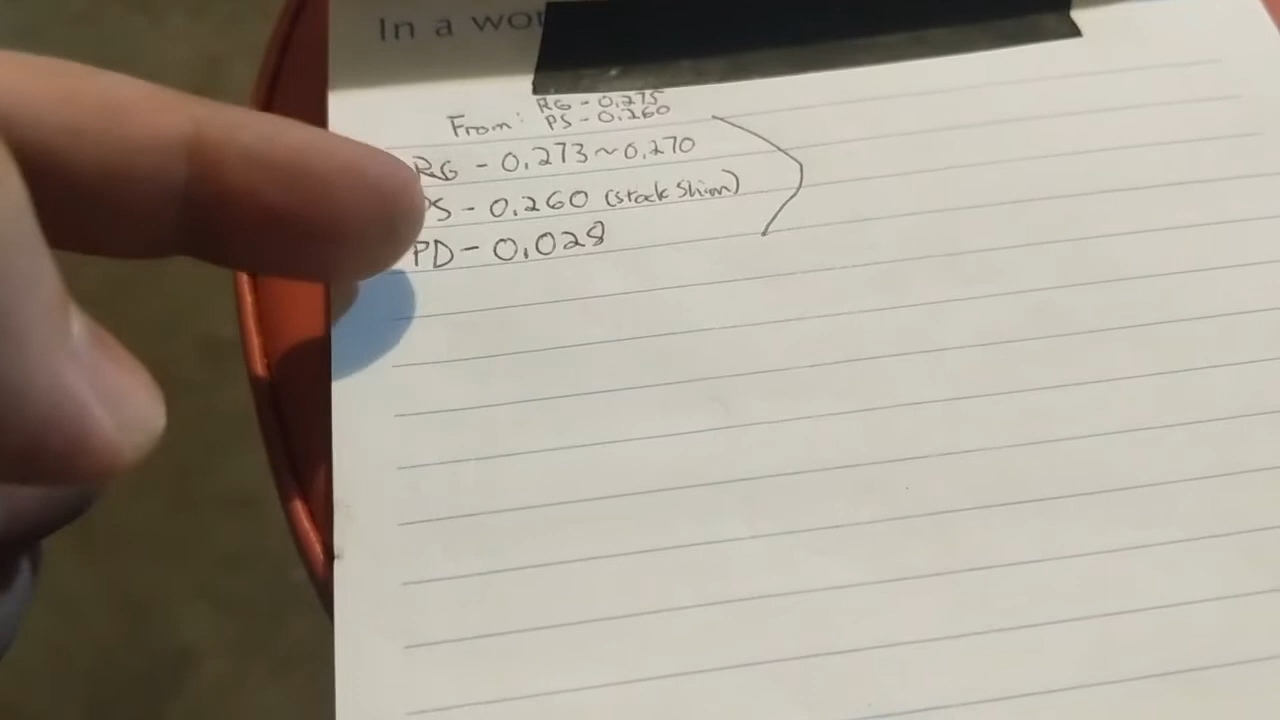 In a
From: RG - 0.275
PS - 0.260
RG - 0.273 ~ 0.270
PS - 0.260 (stock shim)
PD - 0.028